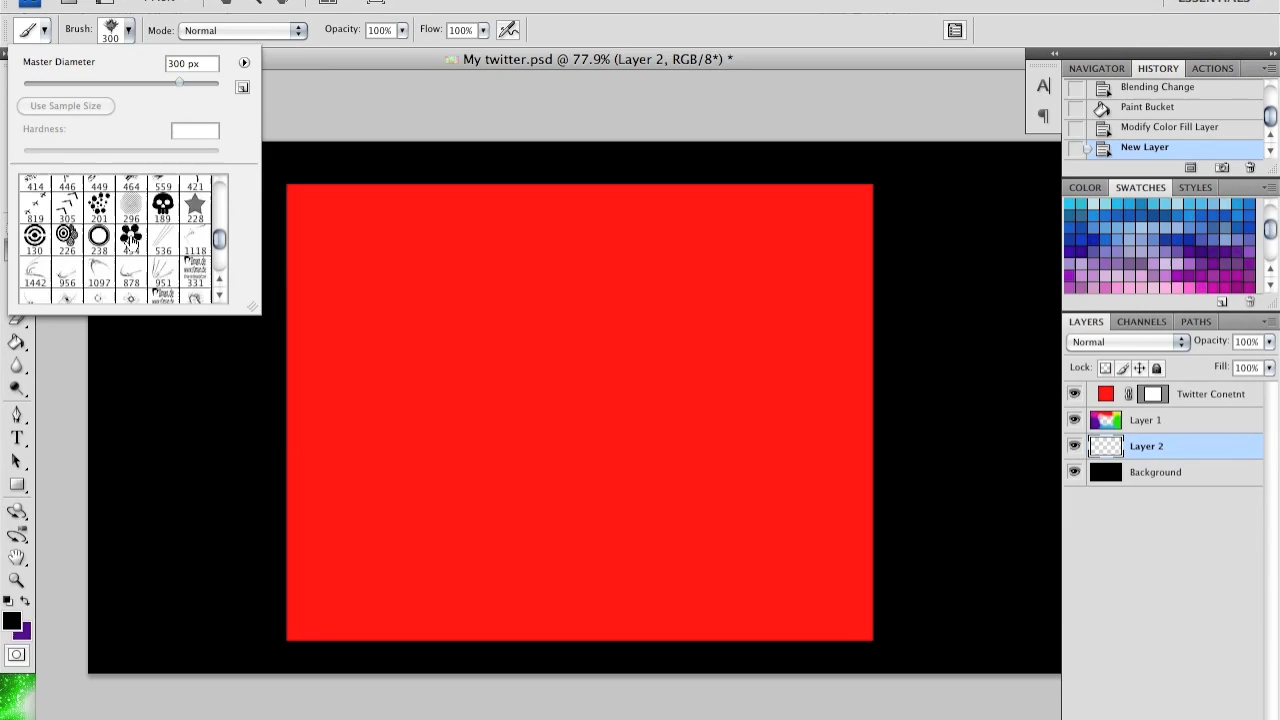 ESSENTIALS
Brush: 300 Mode: Normal Opacity: 100% Flow: 100%
Master Diameter 300 px
Use Sample Size
Hardness:
414 446 449 464 559 421
819 305 201 296 189 228
130 226 238 536 1118
1442 956 1097 878 951 331
My twitter.psd @ 77.9% (Layer 2, RGB/8*) *
A
NAVIGATOR HISTORY ACTIONS
Blending Change
Paint Bucket
Modify Color Fill Layer
New Layer
COLOR SWATCHES STYLES
LAYERS CHANNELS PATHS
Normal Opacity: 100%
Lock: Fill: 100%
Twitter Conetnt
Layer 1
Layer 2
Background
T